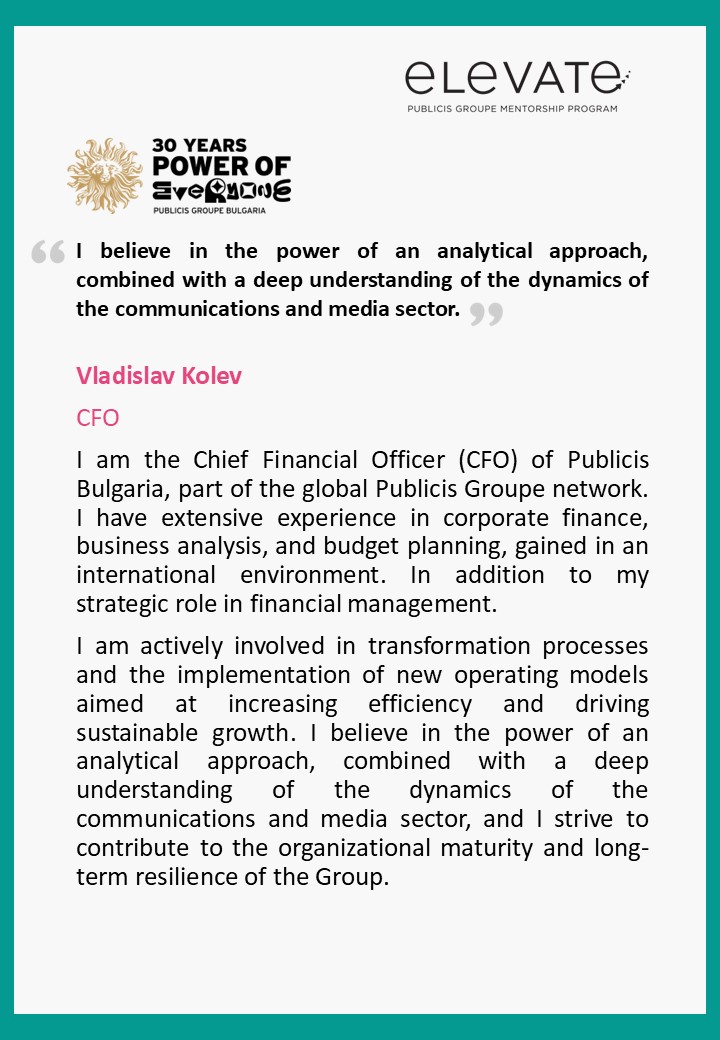 eLeVATe
PUBLICIS GROUPE MENTORSHIP PROGRAM
30 YEARS
POWER OF
EVERYONE
PUBLICIS GROUPE BULGARIA
“ I believe in the power of an analytical approach,
combined with a deep understanding of the dynamics of
the communications and media sector. ”
Vladislav Kolev
CFO
I am the Chief Financial Officer (CFO) of Publicis
Bulgaria, part of the global Publicis Groupe network.
I have extensive experience in corporate finance,
business analysis, and budget planning, gained in an
international environment. In addition to my
strategic role in financial management.
I am actively involved in transformation processes
and the implementation of new operating models
aimed at increasing efficiency and driving
sustainable growth. I believe in the power of an
analytical approach, combined with a deep
understanding of the dynamics of the
communications and media sector, and I strive to
contribute to the organizational maturity and long-
term resilience of the Group.